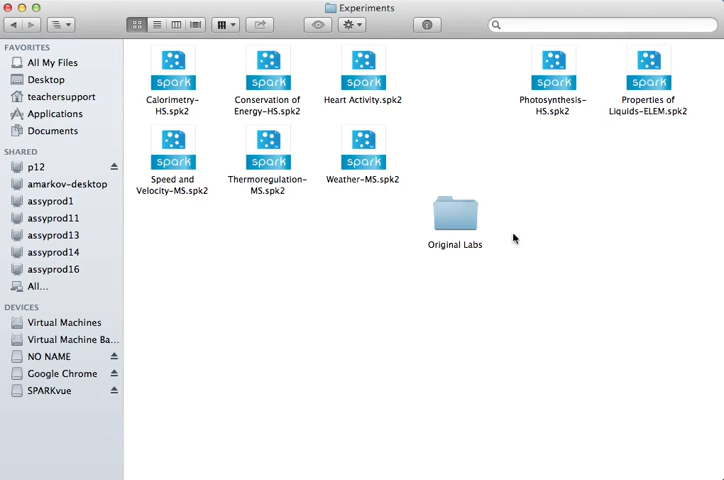 Experiments
FAVORITES
All My Files
Desktop
teachersupport
Applications
Documents
SHARED
p12
amarkov-desktop
assyprod1
assyprod11
assyprod13
assyprod14
assyprod16
All...
DEVICES
Virtual Machines
Virtual Machine Ba...
NO NAME
Google Chrome
SPARKvue
spark
Calorimetry-
HS.spk2
spark
Conservation of
Energy-HS.spk2
spark
Heart Activity.spk2
spark
Photosynthesis-
HS.spk2
spark
Properties of
Liquids-ELEM.spk2
spark
Speed and
Velocity-MS.spk2
spark
Thermoregulation-
MS.spk2
spark
Weather-MS.spk2
Original Labs